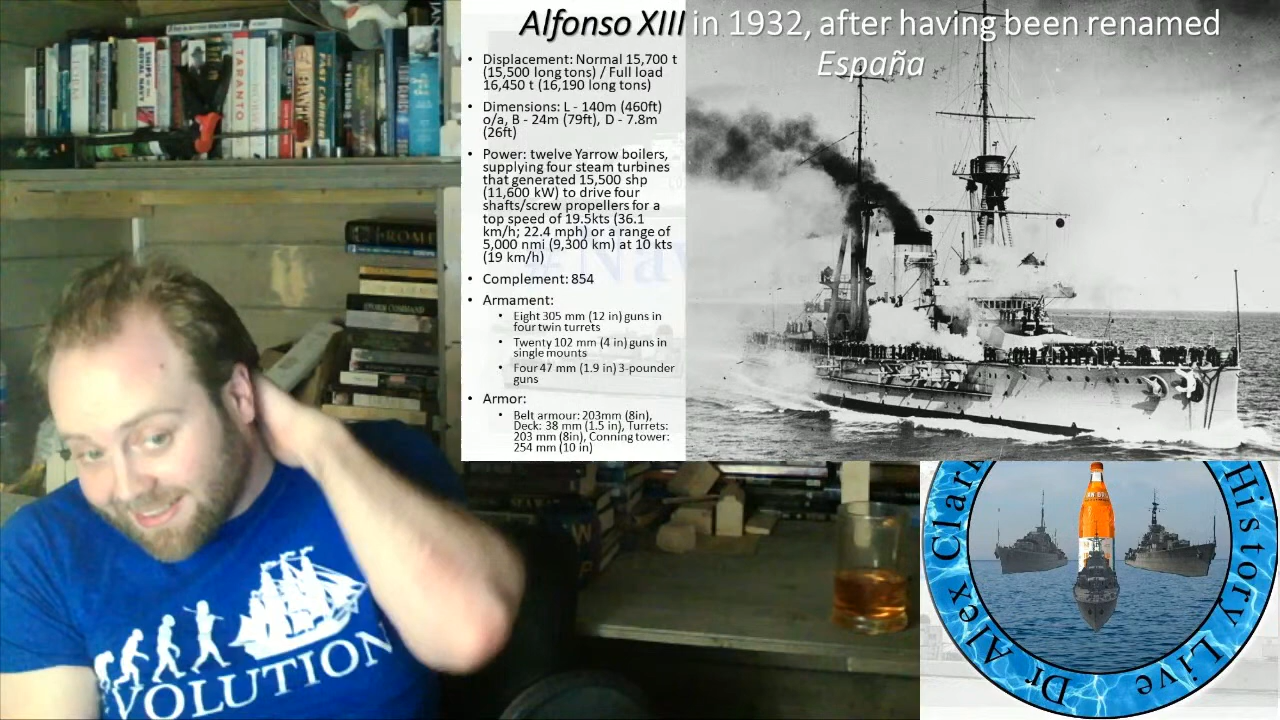 Alfonso XIII in 1932, after having been renamed
España
• Displacement: Normal 15,700 t
(15,500 long tons) / Full load
16,450 t (16,190 long tons)
• Dimensions: L - 140m (460ft)
o/a, B - 24m (79ft), D - 7.8m
(26ft)
• Power: twelve Yarrow boilers,
supplying four steam turbines
that generated 15,500 shp
(11,600 kW) to drive four
shafts/screw propellers for a
top speed of 19.5kts (36.1
km/h; 22.4 mph) or a range of
5,000 nmi (9,300 km) at 10 kts
(19 km/h)
• Complement: 854
• Armament:
• Eight 305 mm (12 in) guns in
four twin turrets
• Twenty 102 mm (4 in) guns in
single mounts
• Four 47 mm (1.9 in) 3-pounder
guns
• Armor:
• Belt armour: 203mm (8in),
Deck: 38 mm (1.5 in), Turrets:
203 mm (8in), Conning tower:
254 mm (10 in)
TARANTO
ROME
VOLUTION
Dr Alex Clark
History Live